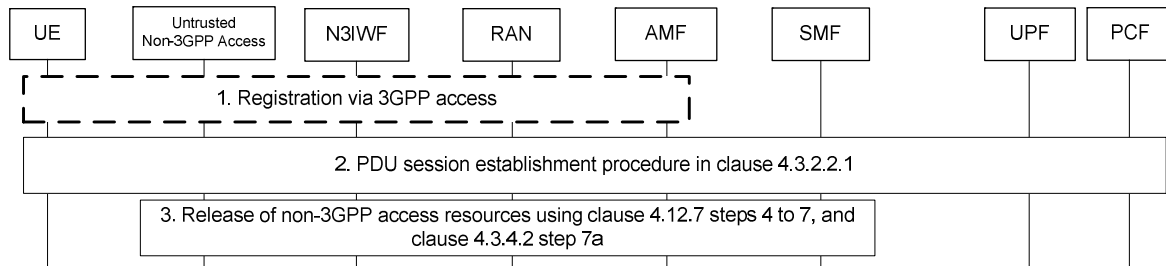 UE
Untrusted
Non-3GPP Access
N3IWF
RAN
AMF
SMF
UPF
PCF
1. Registration via 3GPP access
2. PDU session establishment procedure in clause 4.3.2.2.1
3. Release of non-3GPP access resources using clause 4.12.7 steps 4 to 7, and
clause 4.3.4.2 step 7a